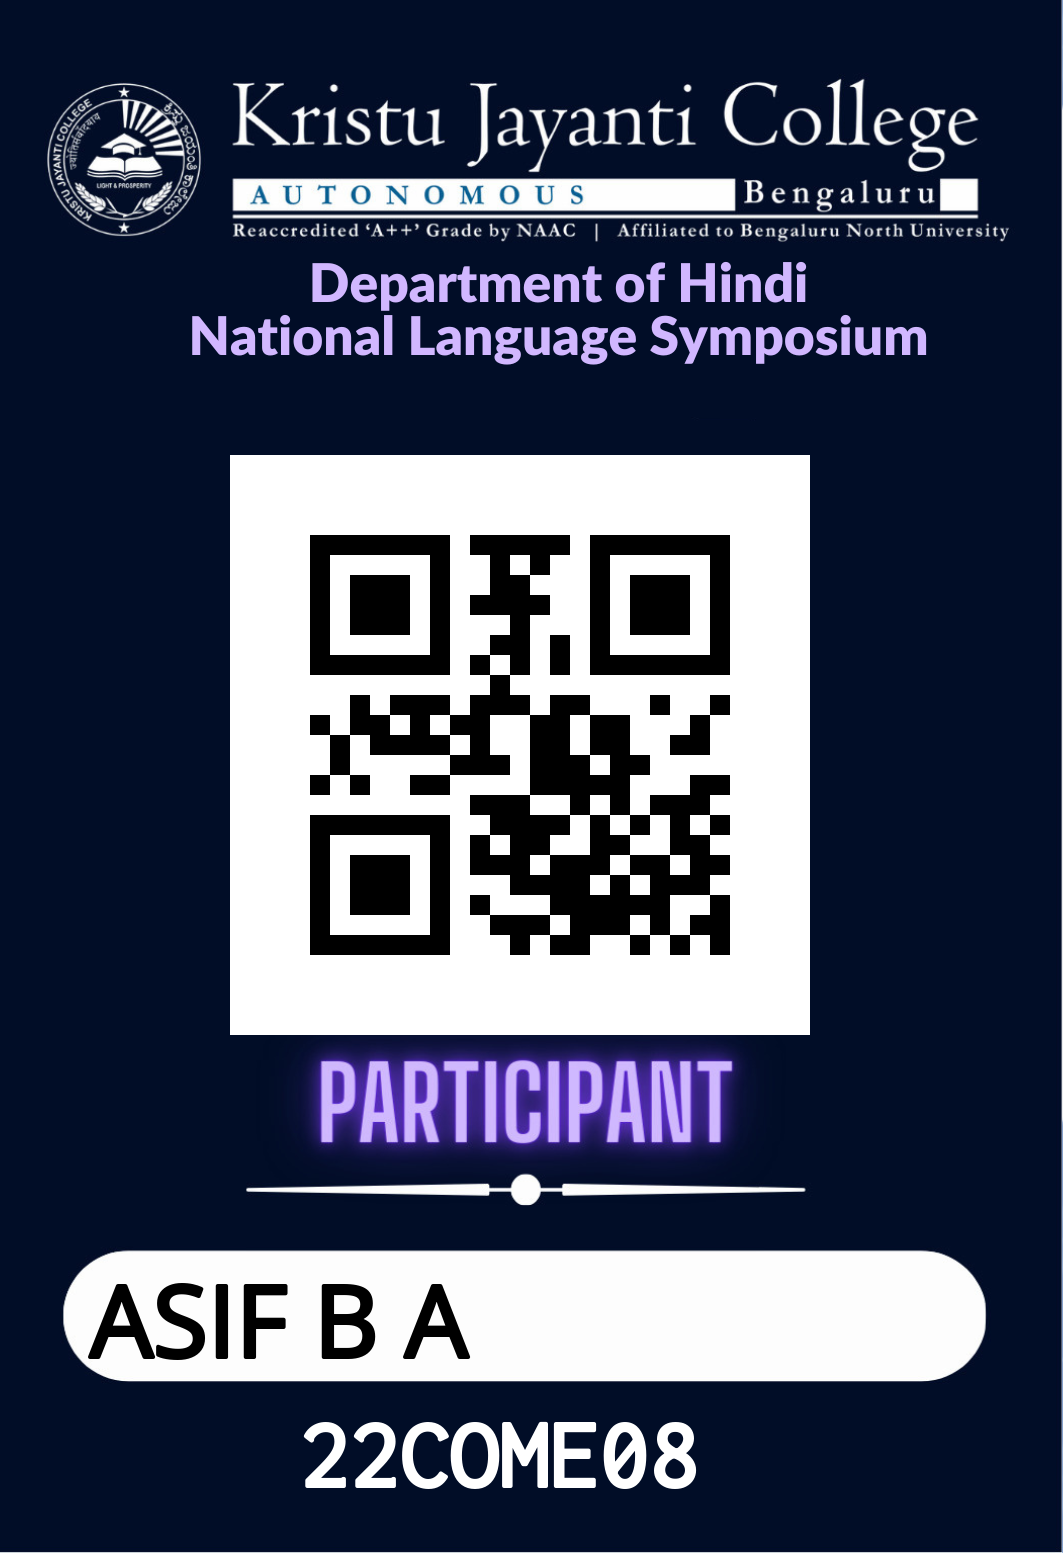 Kristu Jayanti College
AUTONOMOUS Bengaluru
Reaccredited ‘A++’ Grade by NAAC | Affiliated to Bengaluru North University
KRISTU JAYANTI COLLEGE
LIGHT & PROSPERITY
Department of Hindi
National Language Symposium
PARTICIPANT
ASIF B A
22COME08